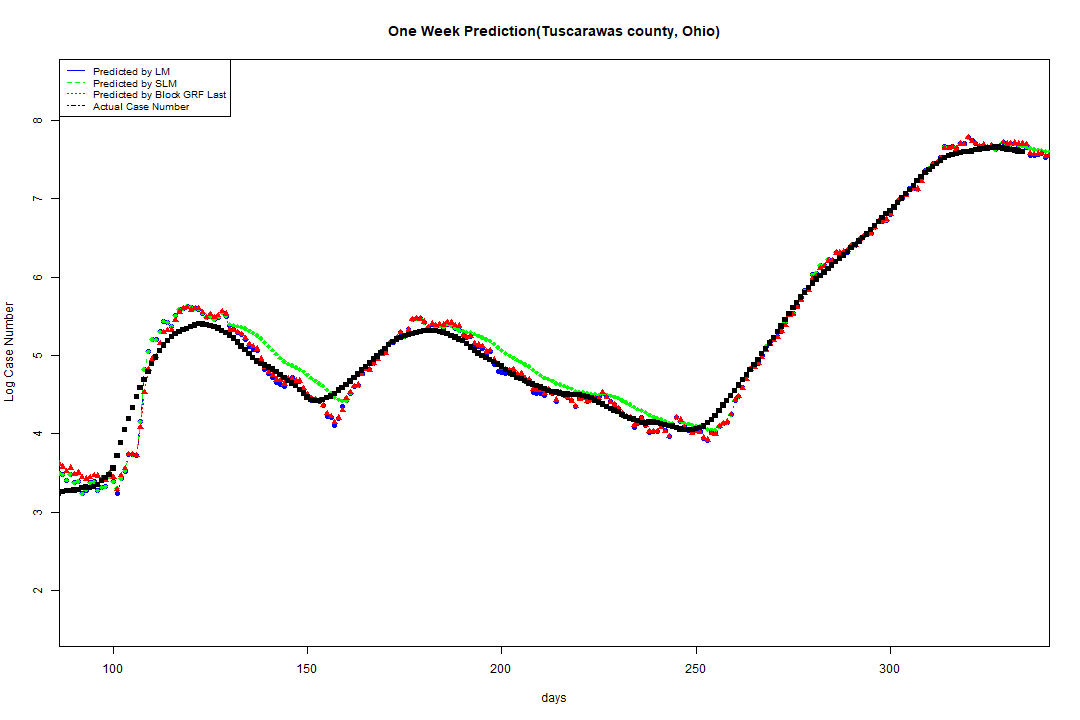 One Week Prediction(Tuscarawas county, Ohio)
Predicted by LM
Predicted by SLM
Predicted by Block GRF Last
Actual Case Number
Log Case Number
8
7
6
5
4
3
2
100 150 200 250 300
days